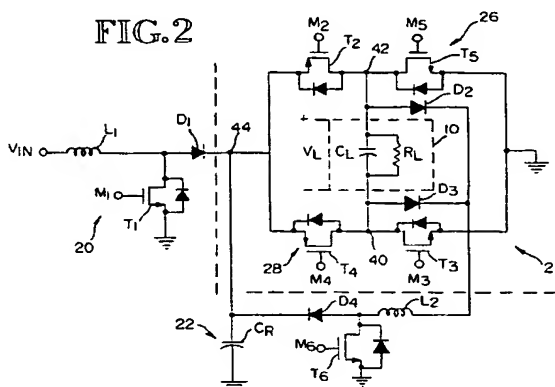 FIG.2
M2 42 M5 26
T2 T5
D2
L1 D1 44
VIN
VL CL RL 10
M1 T1
D3
20
28 T4 40 T3 2
M4 M3
D4 L2
22 CR
M6 T6